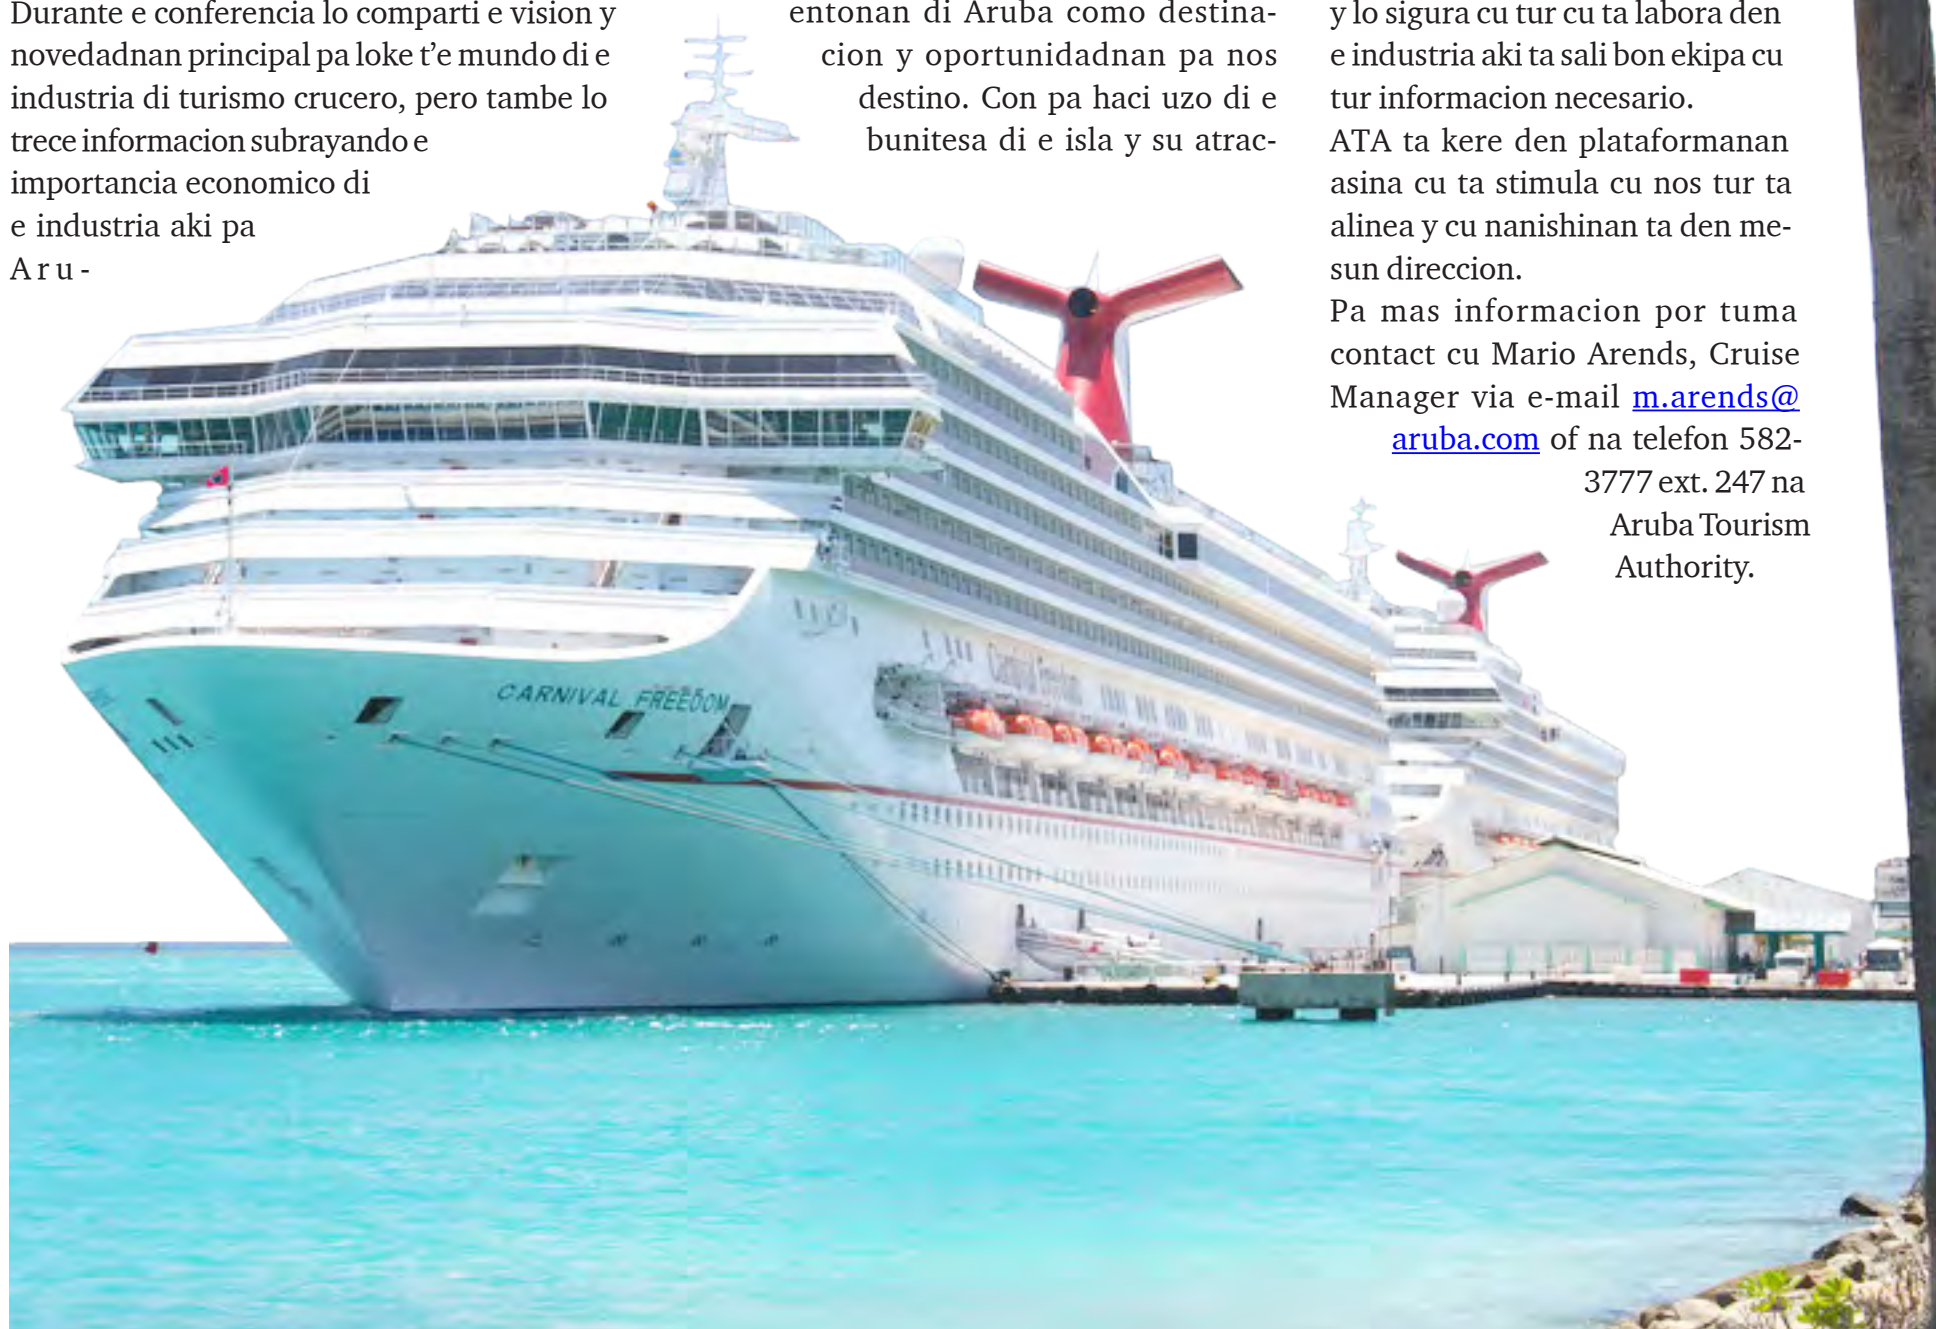 Durante e conferencia lo comparti e vision y
novedadnan principal pa loke t'e mundo di e
industria di turismo crucero, pero tambe lo
trece informacion subrayando e
importancia economico di
e industria aki pa
Aru-
entonan di Aruba como destina-
cion y oportunidadnan pa nos
destino. Con pa haci uzo di e
bunitesa di e isla y su atrac-
y lo sigura cu tur cu ta labora den
e industria aki ta sali bon ekipa cu
tur informacion necesario.
ATA ta kere den plataformanan
asina cu ta stimula cu nos tur ta
alinea y cu nanishinan ta den me-
sun direccion.
Pa mas informacion por tuma
contact cu Mario Arends, Cruise
Manager via e-mail m.arends@
aruba.com of na telefon 582-
3777 ext. 247 na
Aruba Tourism
Authority.
CARNIVAL FREEDOM
Carnival Freedom